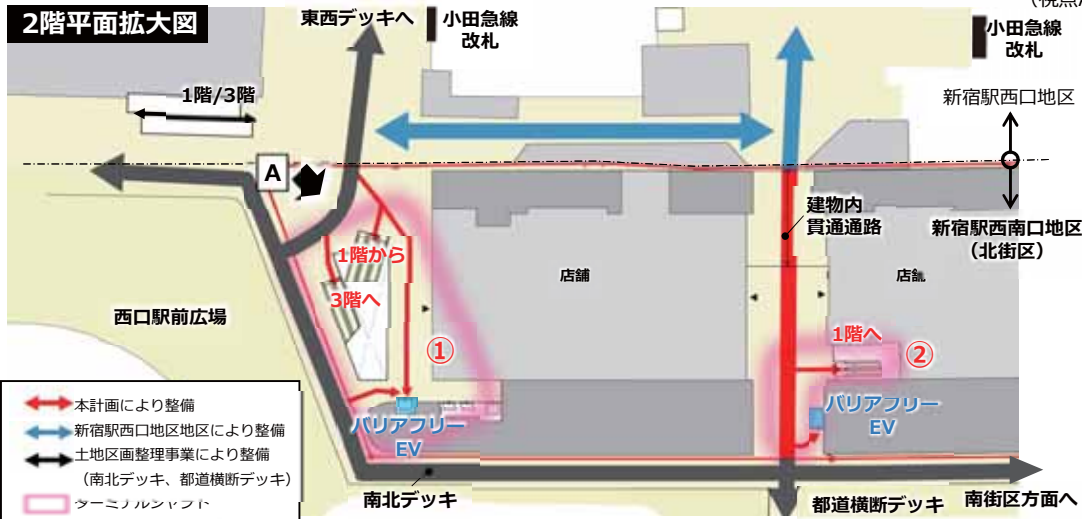 2階平面拡大図
東西デッキへ
小田急線
改札
小田急線
改札
1階/3階
新宿駅西口地区
A
建物内
貫通通路
新宿駅西南口地区
(北街区)
1階から
3階へ
店舗
店舗
西口駅前広場
①
1階へ
②
バリアフリー
EV
バリアフリー
EV
本計画により整備
新宿駅西口地区地区により整備
土地区画整理事業により整備
(南北デッキ、都道横断デッキ)
ターミナルシャフト
南北デッキ
都道横断デッキ
南街区方面へ